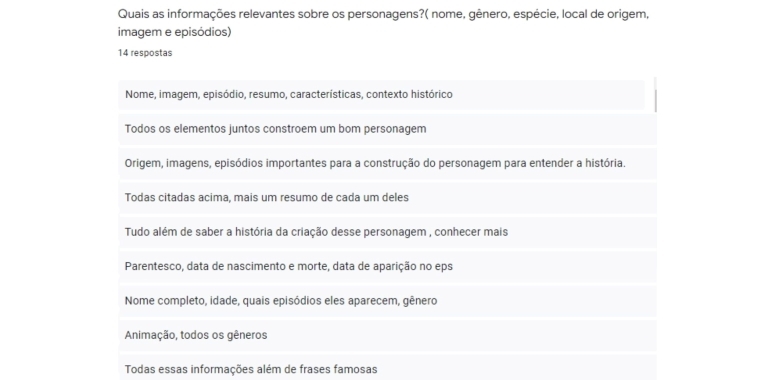 Quais as informações relevantes sobre os personagens?( nome, gênero, espécie, local de origem,
imagem e episódios)
14 respostas
Nome, imagem, episódio, resumo, características, contexto histórico
Todos os elementos juntos constroem um bom personagem
Origem, imagens, episódios importantes para a construção do personagem para entender a história.
Todas citadas acima, mais um resumo de cada um deles
Tudo além de saber a história da criação desse personagem , conhecer mais
Parentesco, data de nascimento e morte, data de aparição no eps
Nome completo, idade, quais episódios eles aparecem, gênero
Animação, todos os gêneros
Todas essas informações além de frases famosas